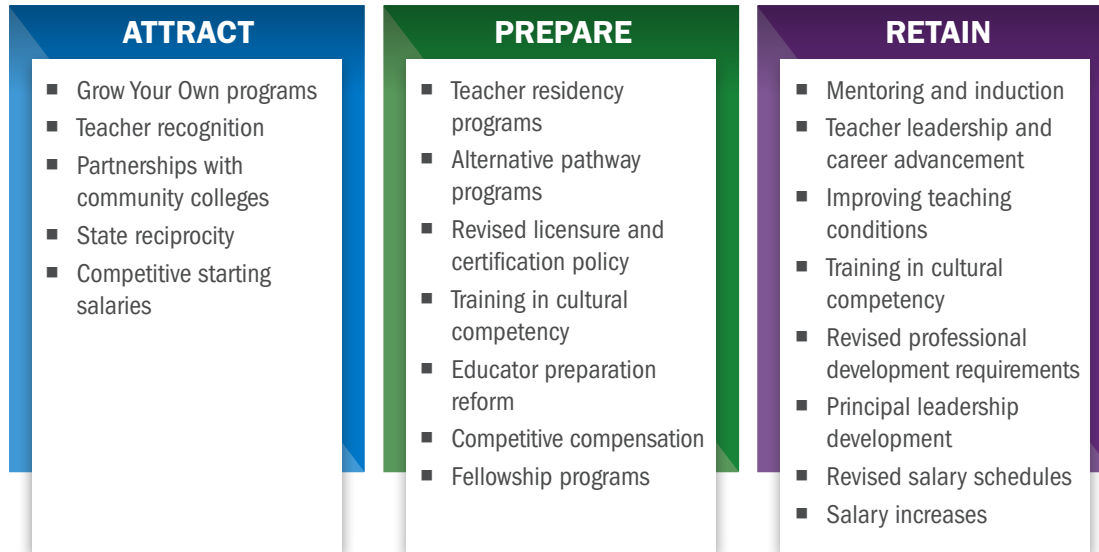 ATTRACT
■ Grow Your Own programs
■ Teacher recognition
■ Partnerships with
community colleges
■ State reciprocity
■ Competitive starting
salaries
PREPARE
■ Teacher residency
programs
■ Alternative pathway
programs
■ Revised licensure and
certification policy
■ Training in cultural
competency
■ Educator preparation
reform
■ Competitive compensation
■ Fellowship programs
RETAIN
■ Mentoring and induction
■ Teacher leadership and
career advancement
■ Improving teaching
conditions
■ Training in cultural
competency
■ Revised professional
development requirements
■ Principal leadership
development
■ Revised salary schedules
■ Salary increases